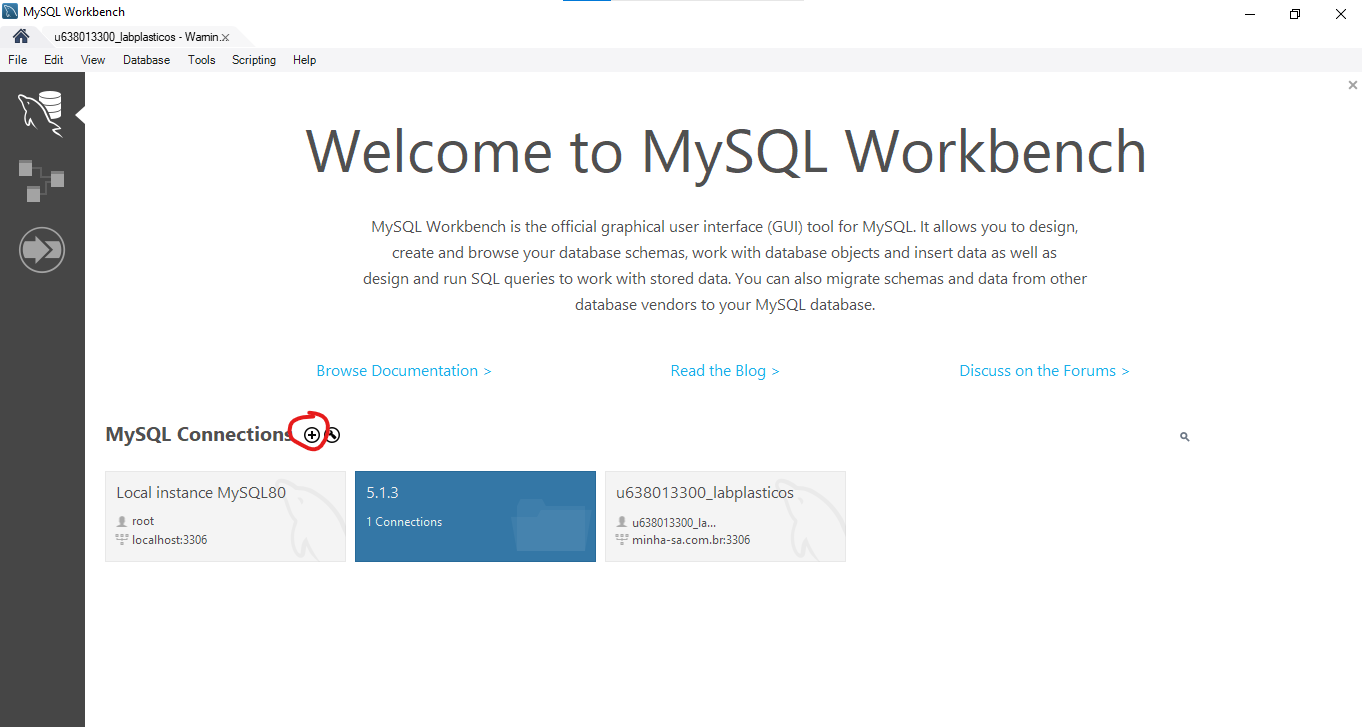 MySQL Workbench
u638013300_labplasticos - Warnin.x
File Edit View Database Tools Scripting Help
Welcome to MySQL Workbench
MySQL Workbench is the official graphical user interface (GUI) tool for MySQL. It allows you to design,
create and browse your database schemas, work with database objects and insert data as well as
design and run SQL queries to work with stored data. You can also migrate schemas and data from other
database vendors to your MySQL database.
Browse Documentation > Read the Blog > Discuss on the Forums >
MySQL Connections
Local instance MySQL80
root
localhost:3306
5.1.3
1 Connections
u638013300_labplasticos
u638013300_la...
minha-sa.com.br:3306